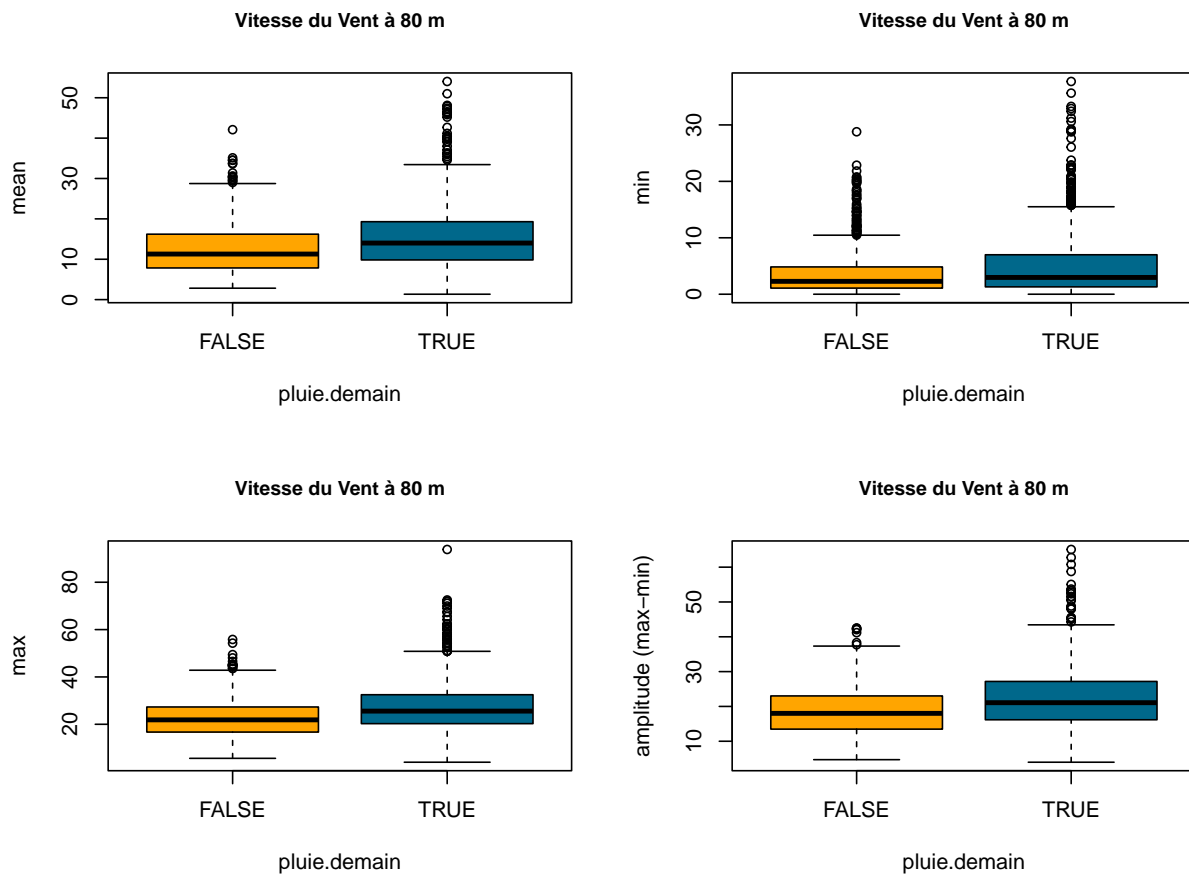 Vitesse du Vent à 80 m
mean
0 10 30 50
FALSE TRUE
pluie.demain
Vitesse du Vent à 80 m
min
0 10 20 30
FALSE TRUE
pluie.demain
Vitesse du Vent à 80 m
max
20 40 60 80
FALSE TRUE
pluie.demain
Vitesse du Vent à 80 m
amplitude (max−min)
10 30 50
FALSE TRUE
pluie.demain